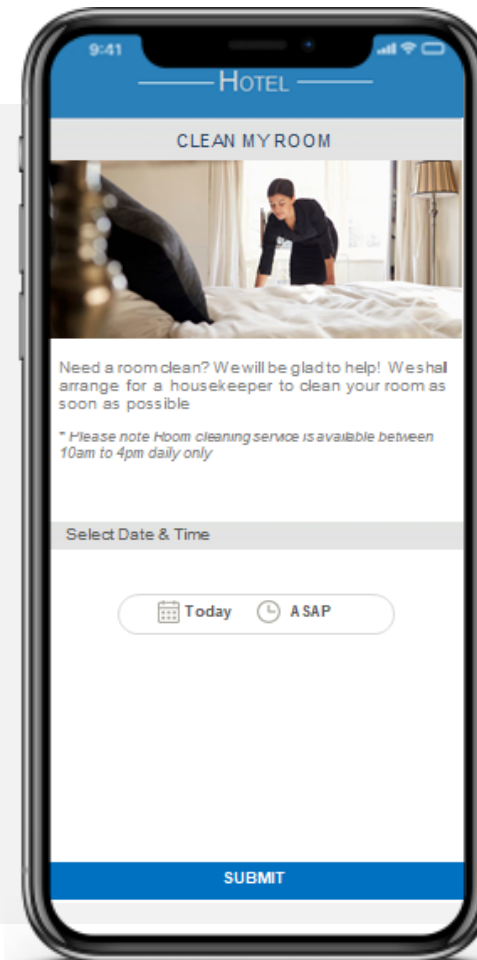 9:41
HOTEL
CLEAN MY ROOM
Need a room clean? We will be glad to help! We shall
arrange for a housekeeper to clean your room as
soon as possible
* Please note Room cleaning service is available between
10am to 4pm daily only
Select Date & Time
Today ASAP
SUBMIT